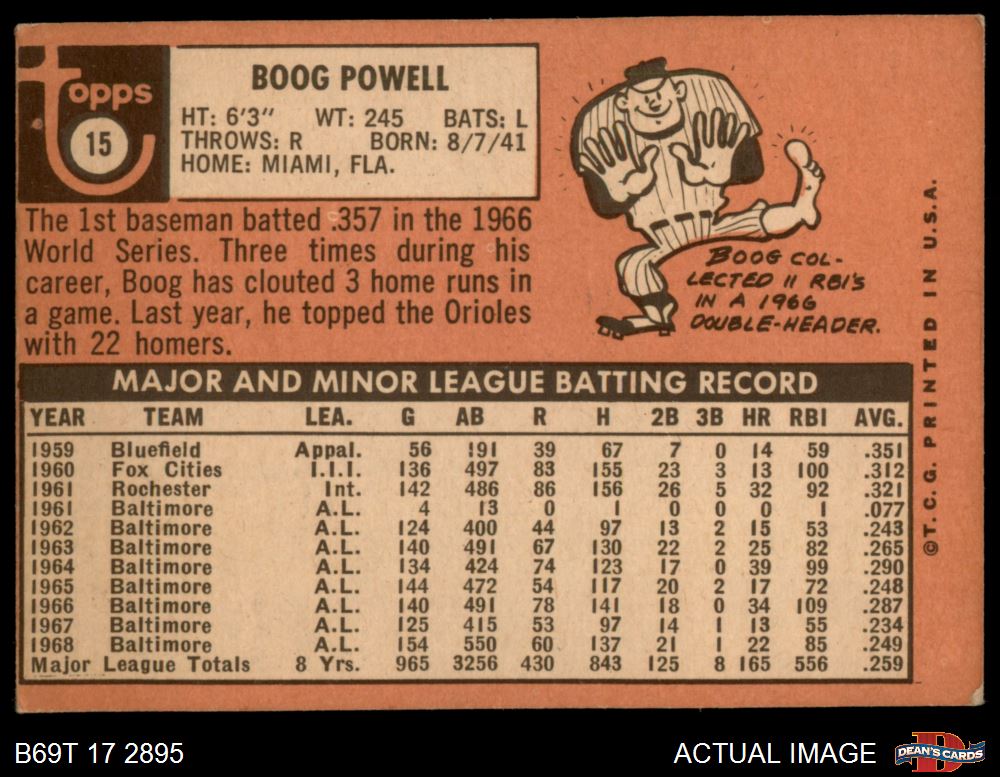 topps
15
BOOG POWELL
HT: 6'3" WT: 245 BATS: L
THROWS: R BORN: 8/7/41
HOME: MIAMI, FLA.
The 1st baseman batted .357 in the 1966
World Series. Three times during his
career, Boog has clouted 3 home runs in
a game. Last year, he topped the Orioles
with 22 homers.
BOOG COL-
LECTED 11 RBI'S
IN A 1966
DOUBLE-HEADER.
MAJOR AND MINOR LEAGUE BATTING RECORD
YEAR TEAM LEA. G AB R H 2B 3B HR RBI AVG.
1959 Bluefield Appal. 56 191 39 67 7 0 14 59 .351
1960 Fox Cities I.I.I. 136 497 83 155 23 3 13 100 .312
1961 Rochester Int. 142 486 86 156 26 5 32 92 .321
1961 Baltimore A.L. 4 13 0 1 0 0 0 1 .077
1962 Baltimore A.L. 124 400 44 97 13 2 15 53 .243
1963 Baltimore A.L. 140 491 67 130 22 2 25 82 .265
1964 Baltimore A.L. 134 424 74 123 17 0 39 99 .290
1965 Baltimore A.L. 144 472 54 117 20 2 17 72 .248
1966 Baltimore A.L. 140 491 78 141 18 0 34 109 .287
1967 Baltimore A.L. 125 415 53 97 14 1 13 55 .234
1968 Baltimore A.L. 154 550 60 137 21 1 22 85 .249
Major League Totals 8 Yrs. 965 3256 430 843 125 8 165 556 .259
©T.C.G. PRINTED IN U.S.A.
B69T 17 2895
ACTUAL IMAGE
DEAN'S CARDS